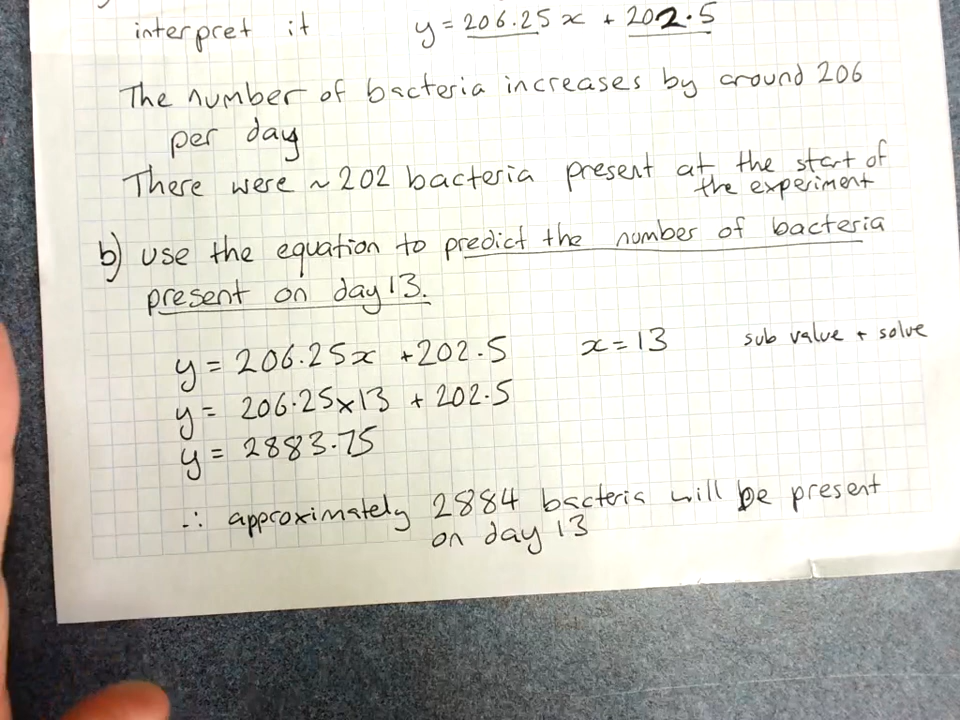 interpret it y = 206.25x + 202.5
The number of bacteria increases by around 206
per day
There were ~ 202 bacteria present at the start of
the experiment
b) use the equation to predict the number of bacteria
present on day 13.
y = 206.25x + 202.5 x = 13 sub value + solve
y = 206.25x13 + 202.5
y = 2883.75
∴ approximately 2884 bacteria will be present
on day 13